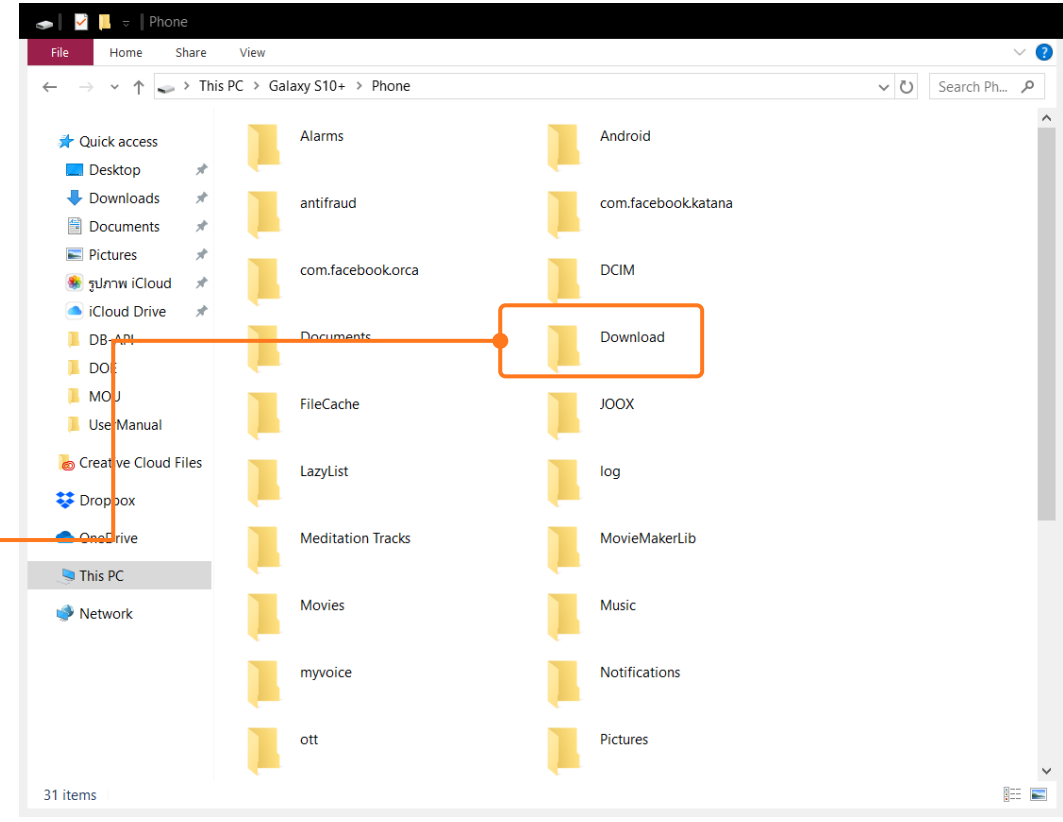 Phone
File Home Share View
This PC > Galaxy S10+ > Phone
Search Ph...
Quick access
Desktop
Downloads
Documents
Pictures
รูปภาพ iCloud
iCloud Drive
DB-API
DOE
MOU
UserManual
Creative Cloud Files
Dropbox
OneDrive
This PC
Network
Alarms
Android
antifraud
com.facebook.katana
com.facebook.orca
DCIM
Documents
Download
FileCache
JOOX
LazyList
log
Meditation Tracks
MovieMakerLib
Movies
Music
myvoice
Notifications
ott
Pictures
31 items